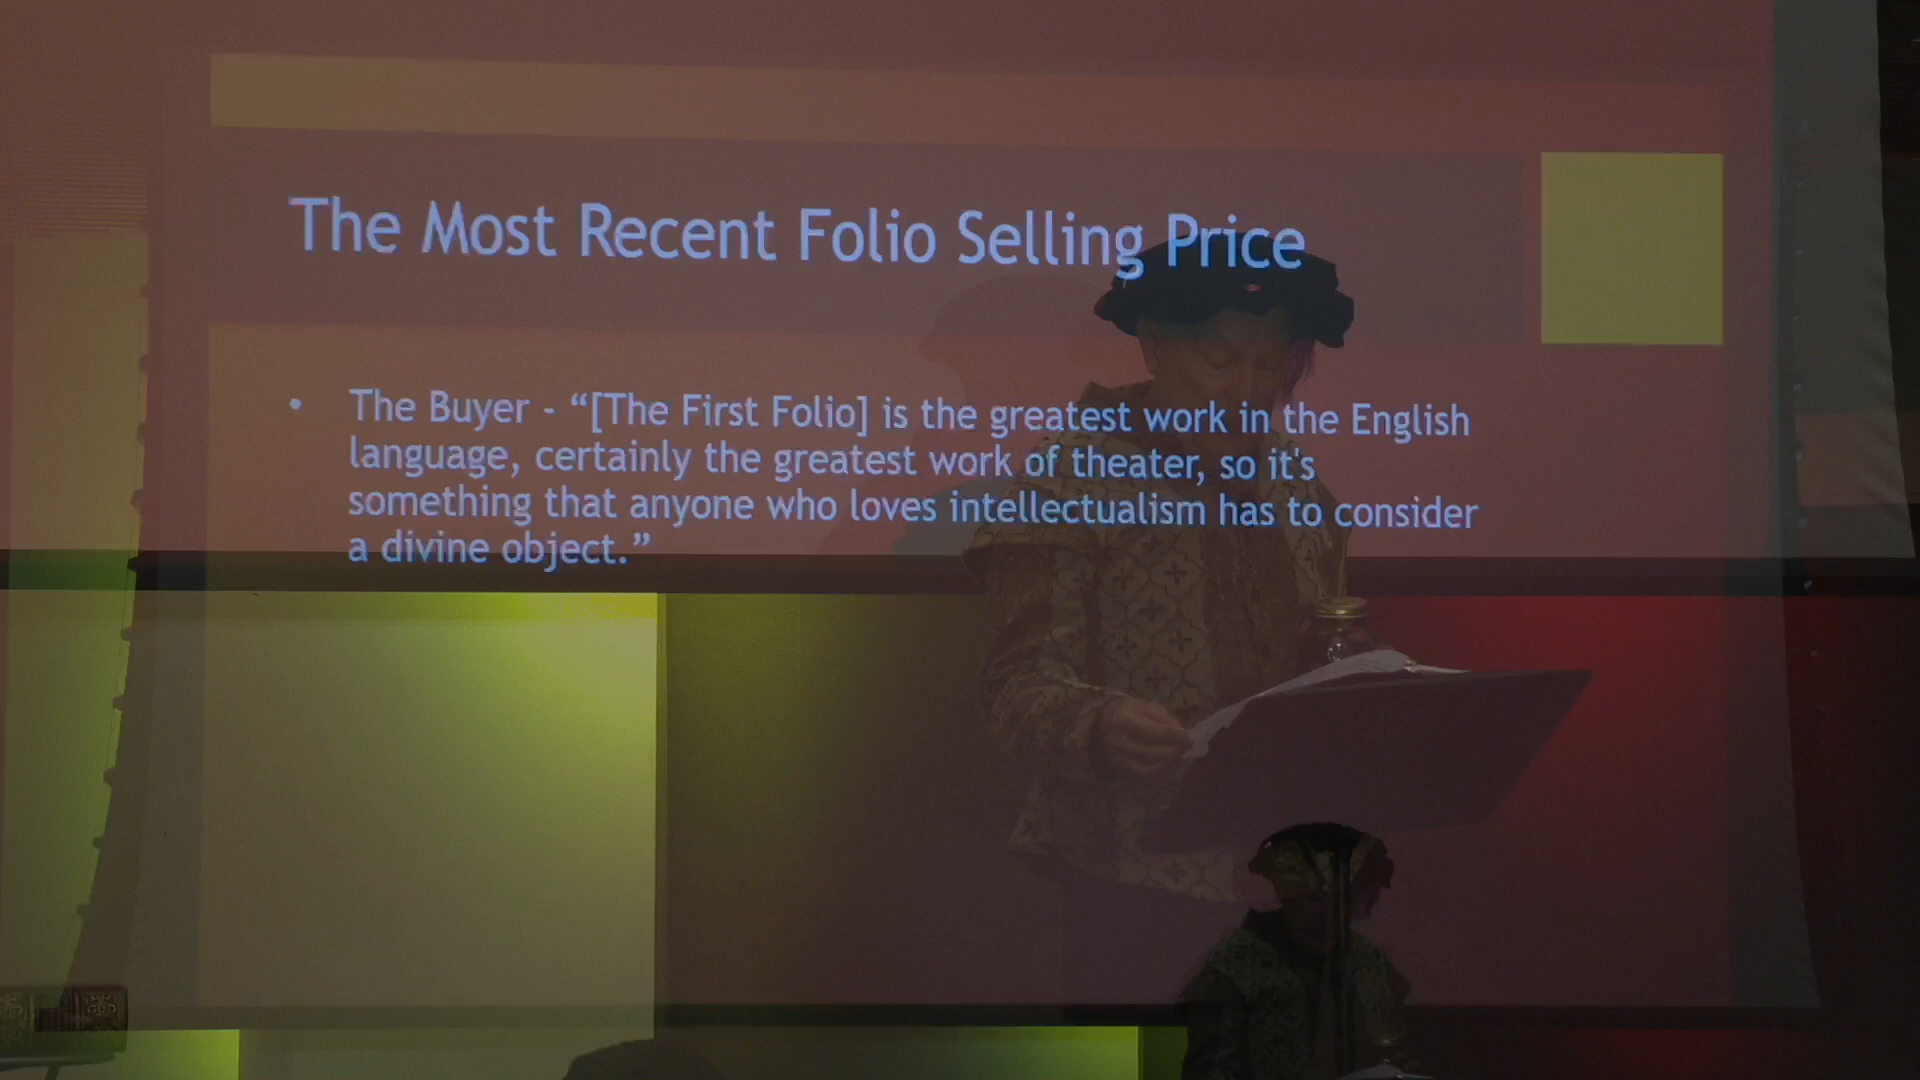 The Most Recent Folio Selling Price
• The Buyer - “[The First Folio] is the greatest work in the English
language, certainly the greatest work of theater, so it's
something that anyone who loves intellectualism has to consider
a divine object.”